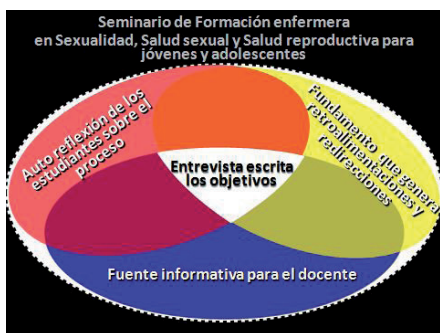 Seminario de Formación enfermera
en Sexualidad, Salud sexual y Salud reproductiva para
jóvenes y adolescentes
Auto reflexión de los
estudiantes sobre el
proceso
Fundamento que genera
retroalimentaciones y
redirecciones
Entrevista escrita
los objetivos
Fuente informativa para el docente